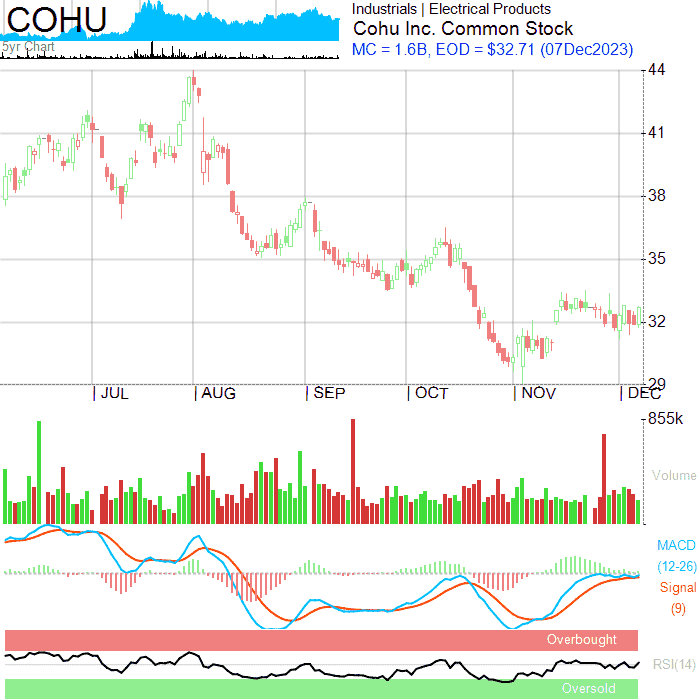 COHU
5yr Chart
Industrials | Electrical Products
Cohu Inc. Common Stock
MC = 1.6B, EOD = $32.71 (07Dec2023)
44
41
38
35
32
29
| JUL
| AUG
| SEP
| OCT
| NOV
| DEC
855k
Volume
MACD
(12-26)
Signal
(9)
Overbought
RSI(14)
Oversold